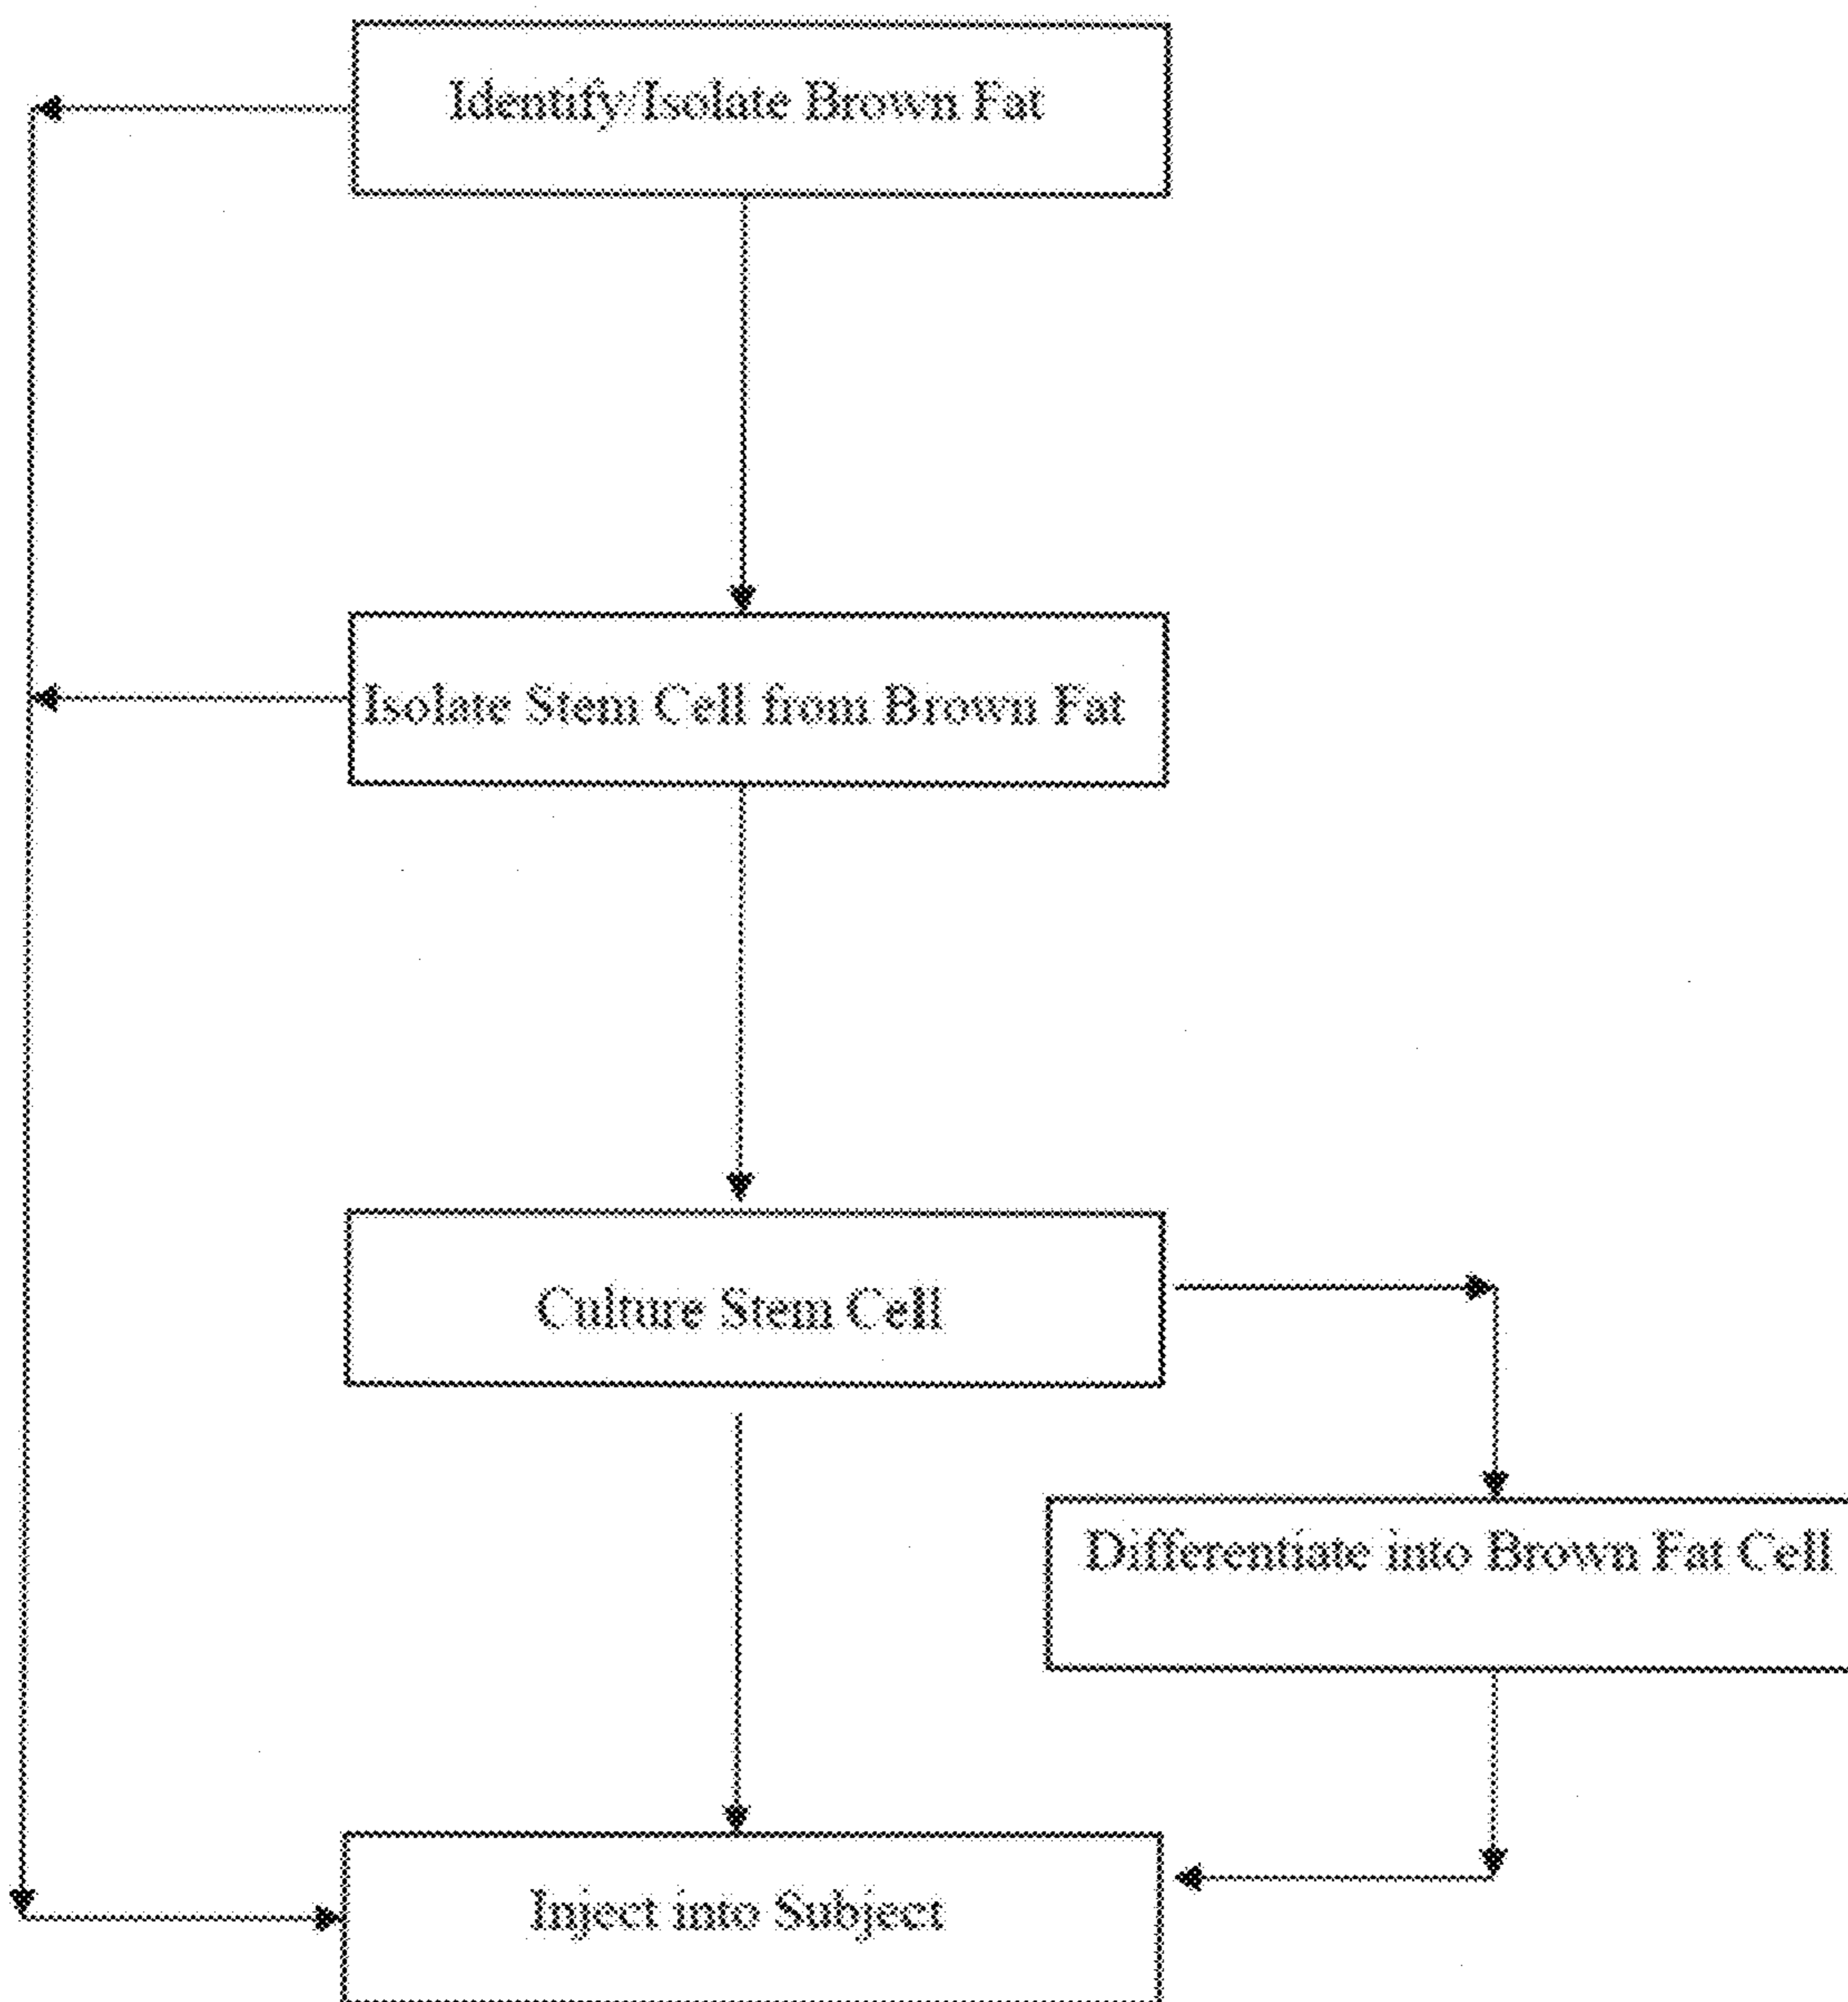 Identify/Isolate Brown Fat
Isolate Stem Cell from Brown Fat
Culture Stem Cell
Differentiate into Brown Fat Cell
Inject into Subject